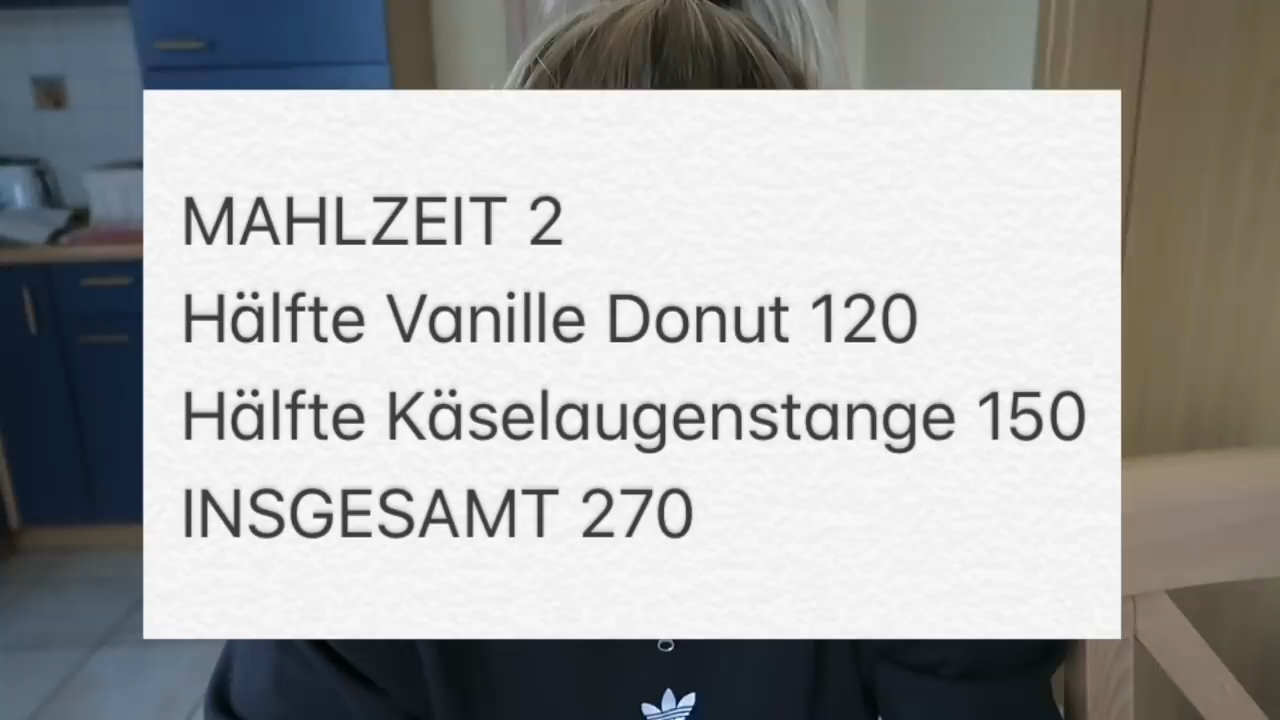 MAHLZEIT 2
Hälfte Vanille Donut 120
Hälfte Käselaugenstange 150
INSGESAMT 270